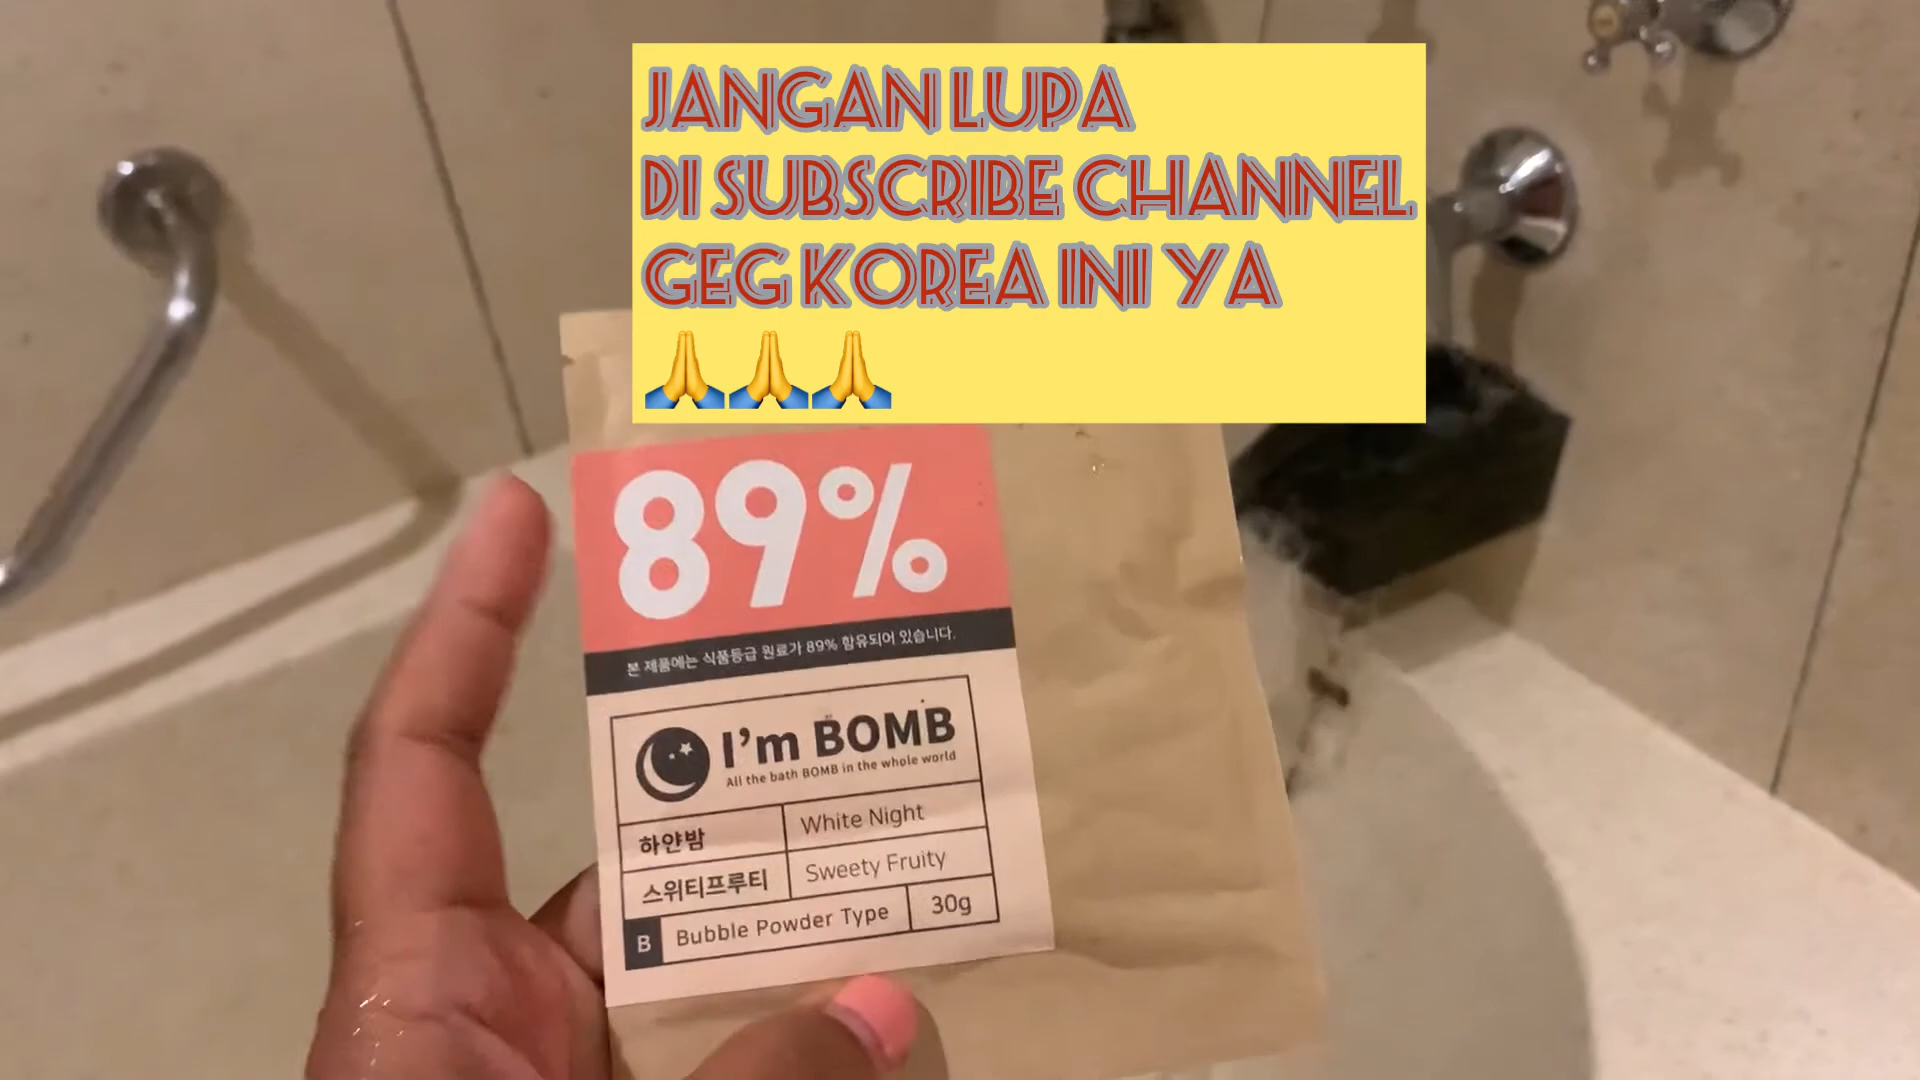 JANGAN LUPA
DI SUBSCRIBE CHANNEL
GEG KOREA INI YA
🙏🙏🙏
89%
본 제품에는 식품등급 원료가 89% 함유되어 있습니다.
I'm BOMB
All the bath BOMB in the whole world
하얀밤 White Night
스위티프루티 Sweety Fruity
B Bubble Powder Type 30g